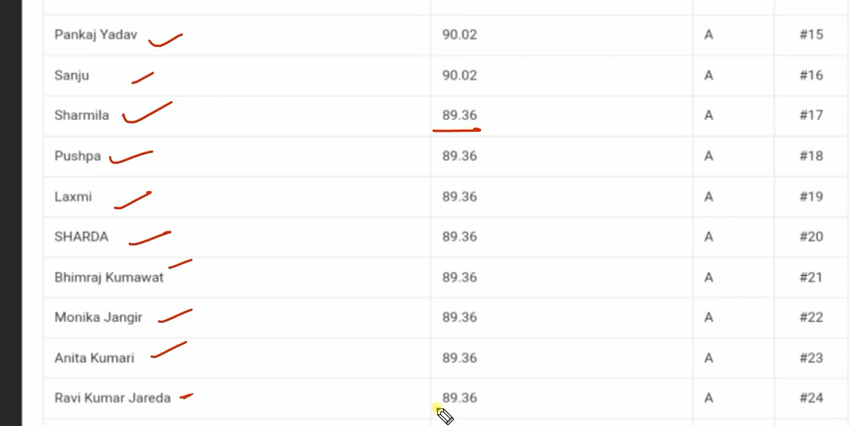 Pankaj Yadav 90.02 A #15
Sanju 90.02 A #16
Sharmila 89.36 A #17
Pushpa 89.36 A #18
Laxmi 89.36 A #19
SHARDA 89.36 A #20
Bhimraj Kumawat 89.36 A #21
Monika Jangir 89.36 A #22
Anita Kumari 89.36 A #23
Ravi Kumar Jareda 89.36 A #24